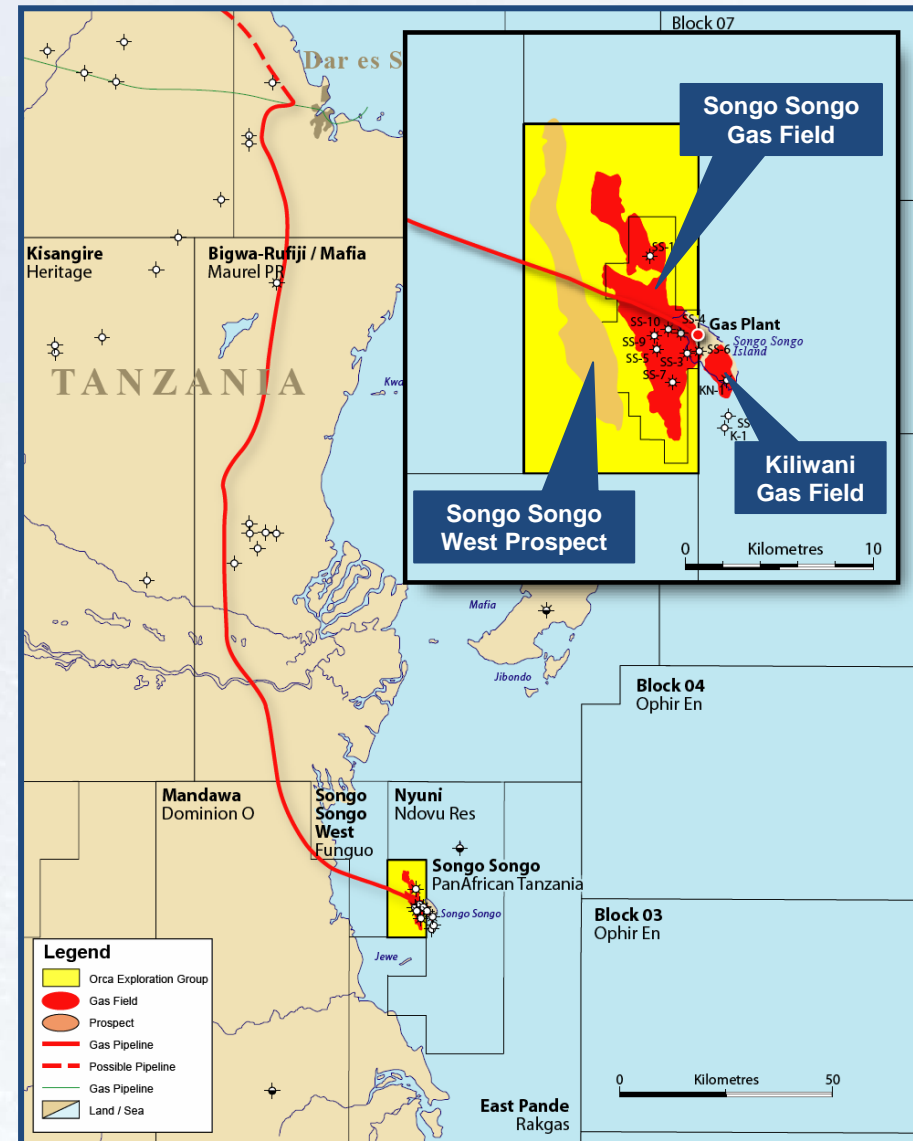 Block 07
Dar es S
Songo Songo
Gas Field
SS-1
SS-10
SS-4
Gas Plant
Songo Songo
Island
SS-9
SS-6
SS-5
SS-3
SS-7
KN-1
SS
K-1
Kiliwani
Gas Field
Songo Songo
West Prospect
0 Kilometres 10
Kisangire
Heritage
Bigwa-Rufiji / Mafia
Maurel PR
TANZANIA
Kwa
Mafia
Jibondo
Block 04
Ophir En
Mandawa
Dominion O
Songo
Songo
West
Funguo
Nyuni
Ndovu Res
Songo Songo
PanAfrican Tanzania
Songo Songo
Jewe
Block 03
Ophir En
Legend
Orca Exploration Group
Gas Field
Prospect
Gas Pipeline
Possible Pipeline
Gas Pipeline
Land / Sea
0 Kilometres 50
East Pande
Rakgas